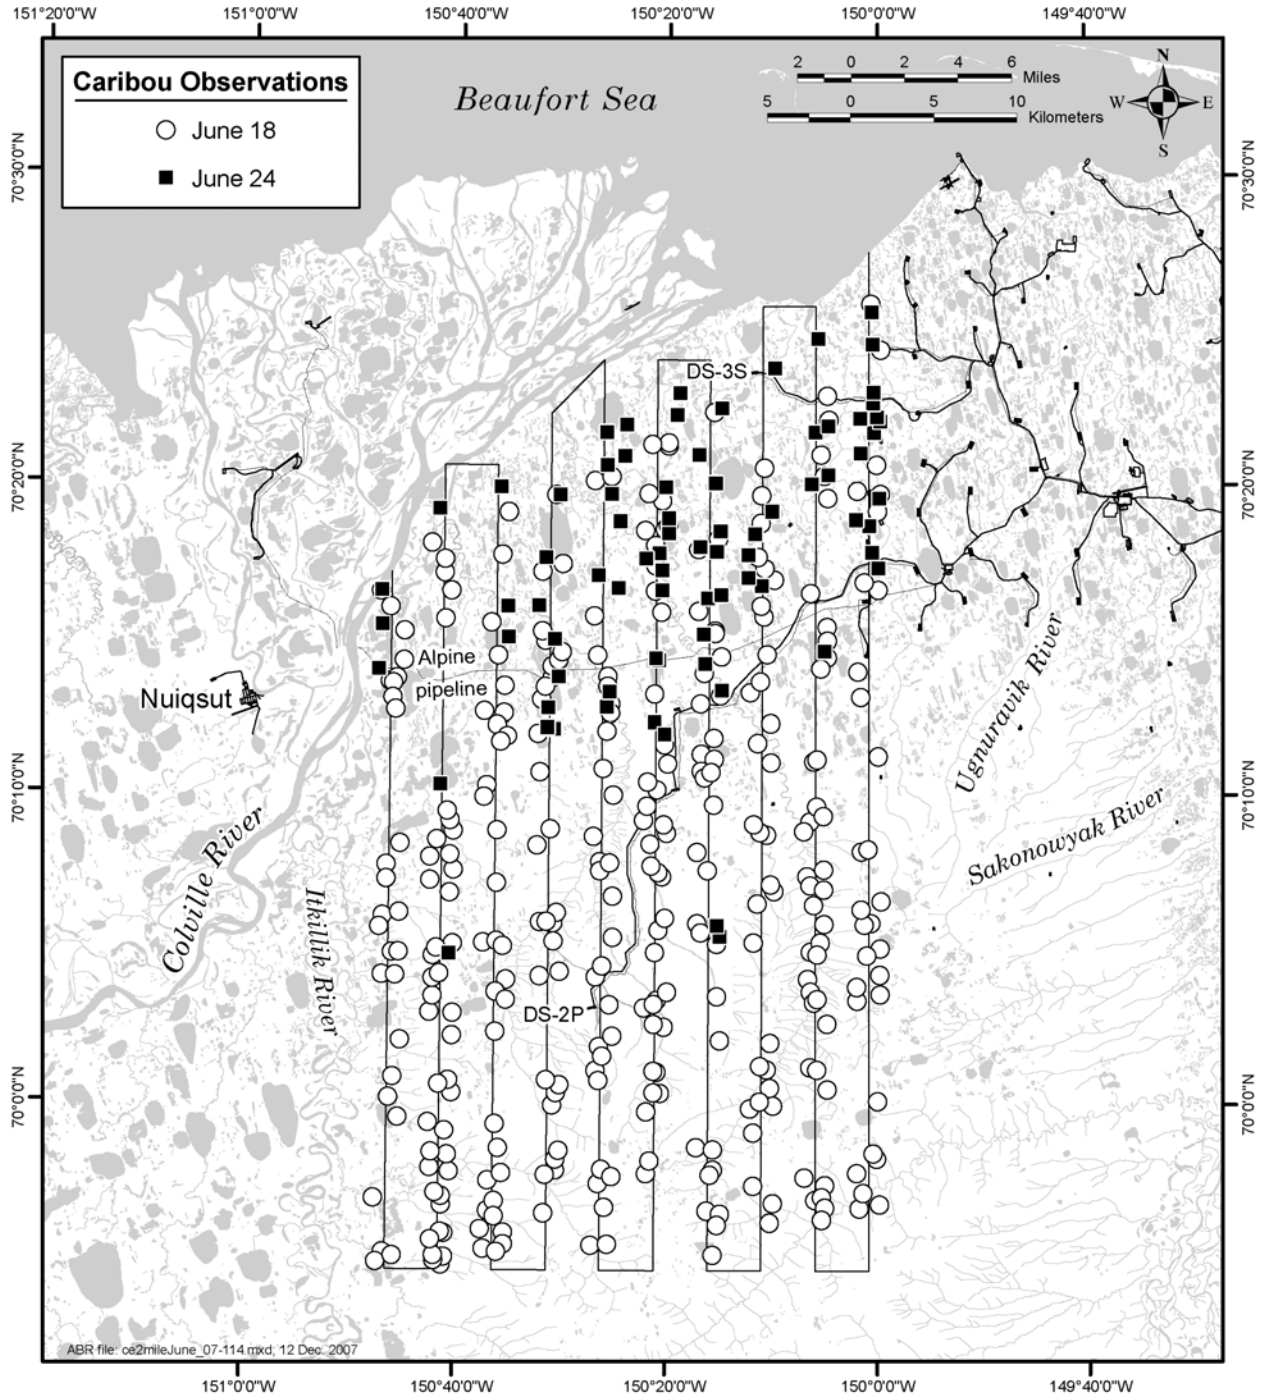 151°20'0"W 151°0'0"W 150°40'0"W 150°20'0"W 150°0'0"W 149°40'0"W
Caribou Observations
June 18
June 24
Beaufort Sea
2 0 2 4 6
Miles
5 0 5 10
Kilometers
N
W E
S
70°30'0"N 70°30'0"N
DS-3S
70°20'0"N 70°20'0"N
Alpine
pipeline
Nuiqsut
Ugnuravik River
70°10'0"N 70°10'0"N
Sakonowyak River
Colville River
Itkillik River
DS-2P
70°0'0"N 70°0'0"N
ABR file: ce2mileJune_07-114.mxd; 12 Dec. 2007
151°0'0"W 150°40'0"W 150°20'0"W 150°0'0"W 149°40'0"W